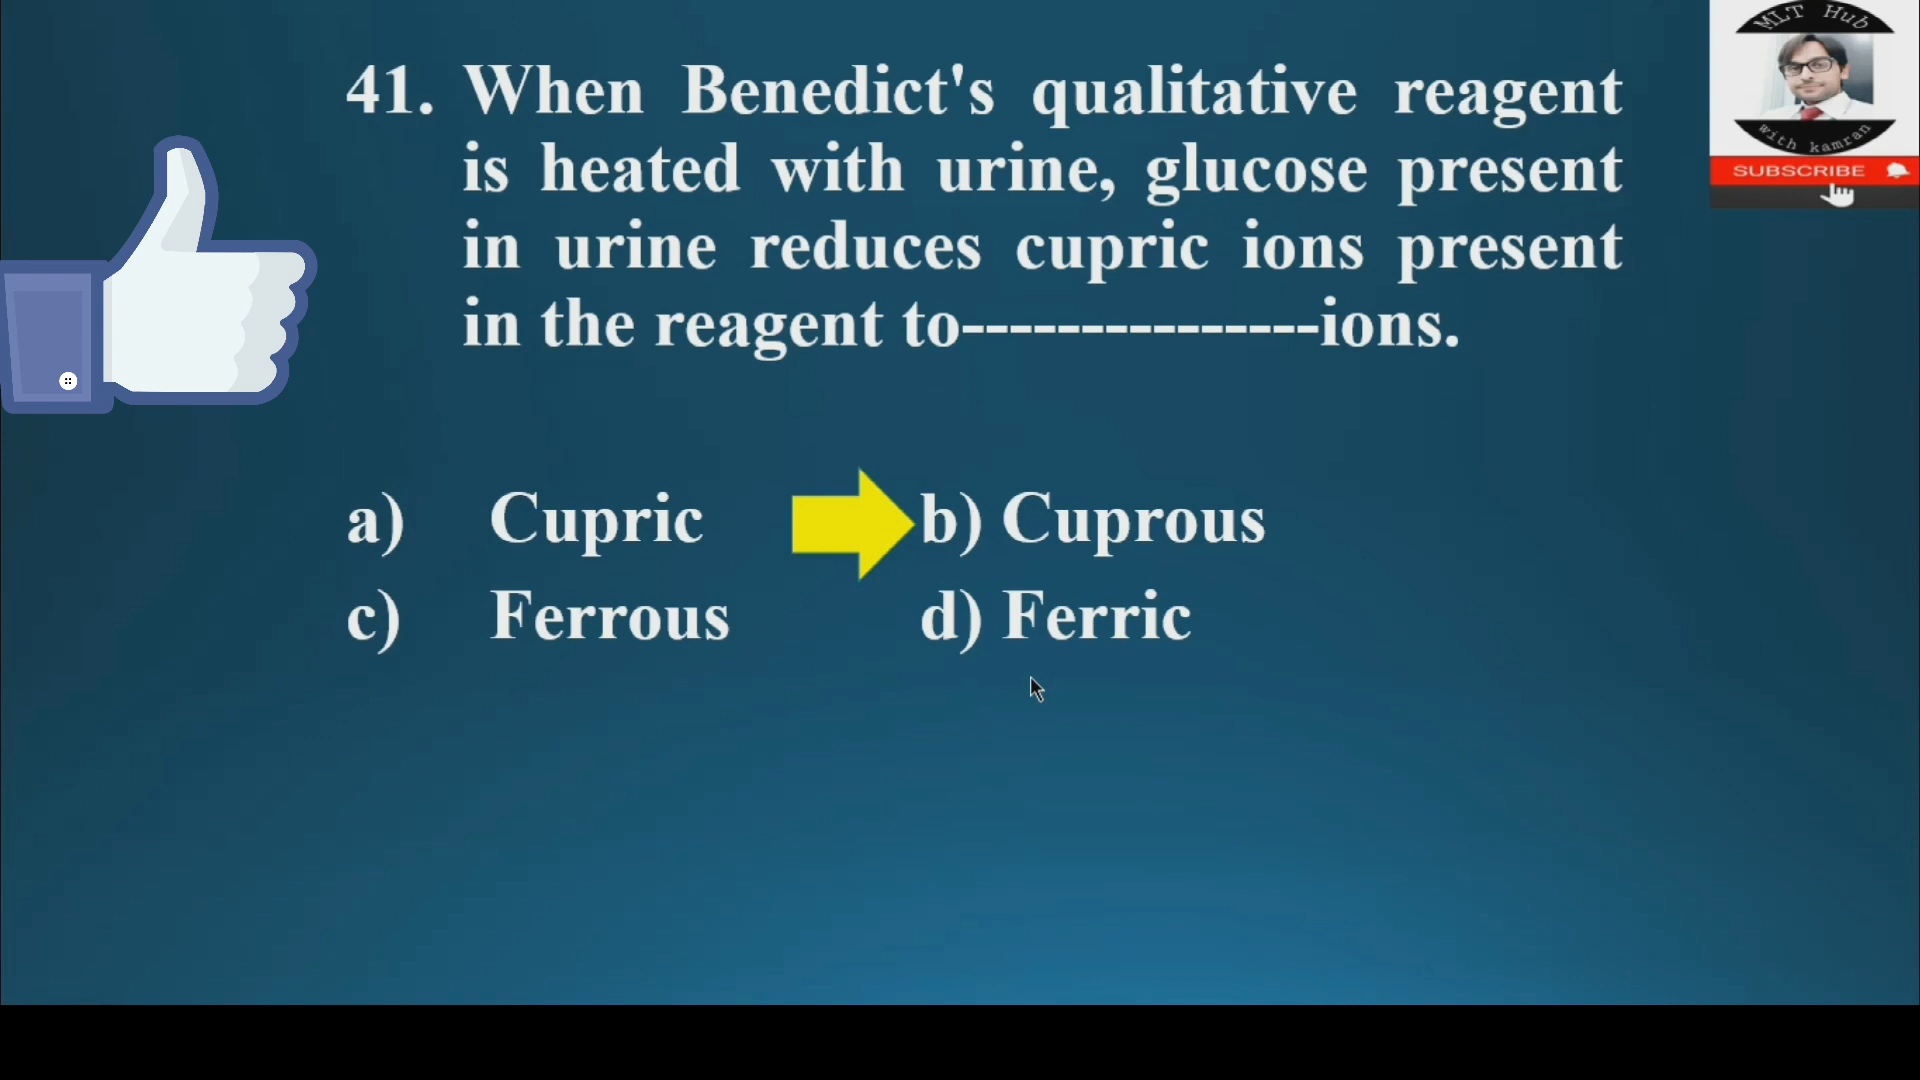 MLT Hub
with kamran
SUBSCRIBE
41. When Benedict's qualitative reagent
is heated with urine, glucose present
in urine reduces cupric ions present
in the reagent to---------------ions.
a) Cupric b) Cuprous
c) Ferrous d) Ferric